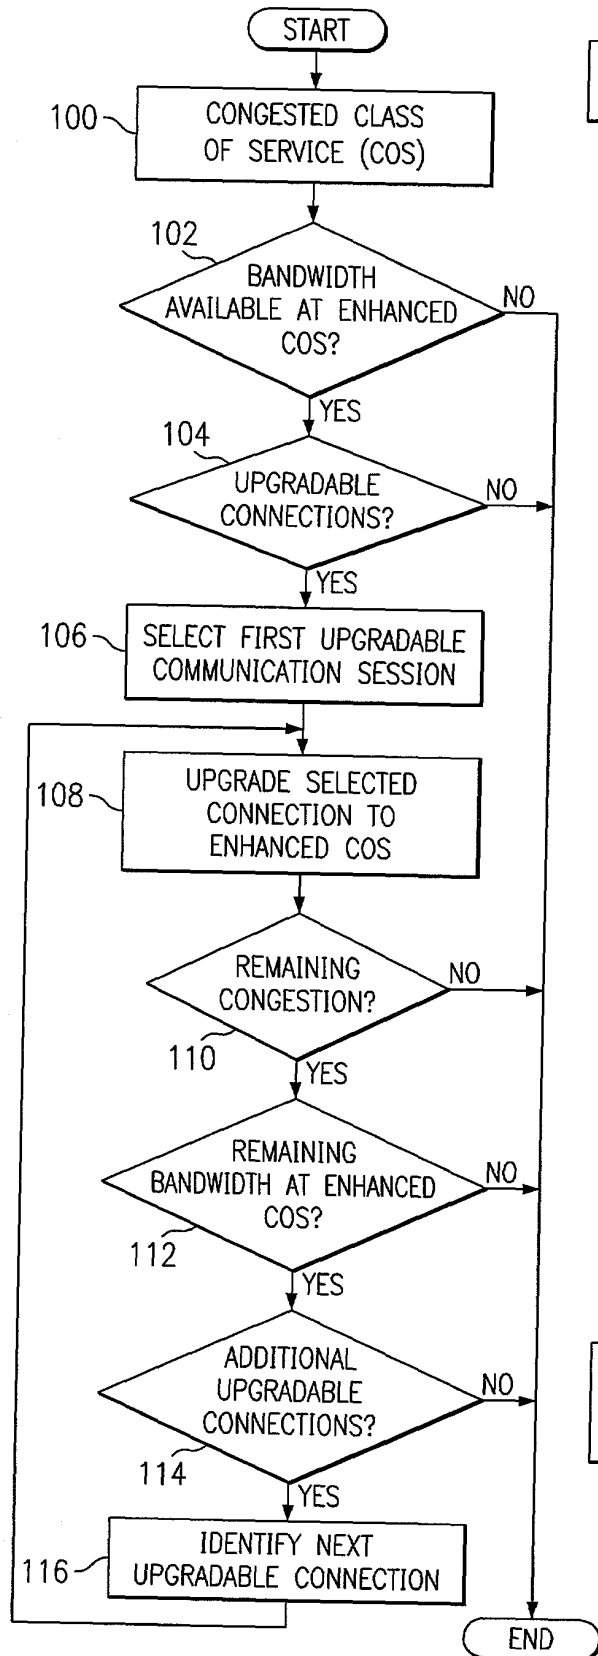 START
100
CONGESTED CLASS
OF SERVICE (COS)
102
BANDWIDTH
AVAILABLE AT ENHANCED
COS?
NO
YES
104
UPGRADABLE
CONNECTIONS?
NO
YES
106
SELECT FIRST UPGRADABLE
COMMUNICATION SESSION
108
UPGRADE SELECTED
CONNECTION TO
ENHANCED COS
REMAINING
CONGESTION?
NO
110
YES
REMAINING
BANDWIDTH AT ENHANCED
COS?
NO
112
YES
ADDITIONAL
UPGRADABLE
CONNECTIONS?
NO
114
YES
116
IDENTIFY NEXT
UPGRADABLE CONNECTION
END